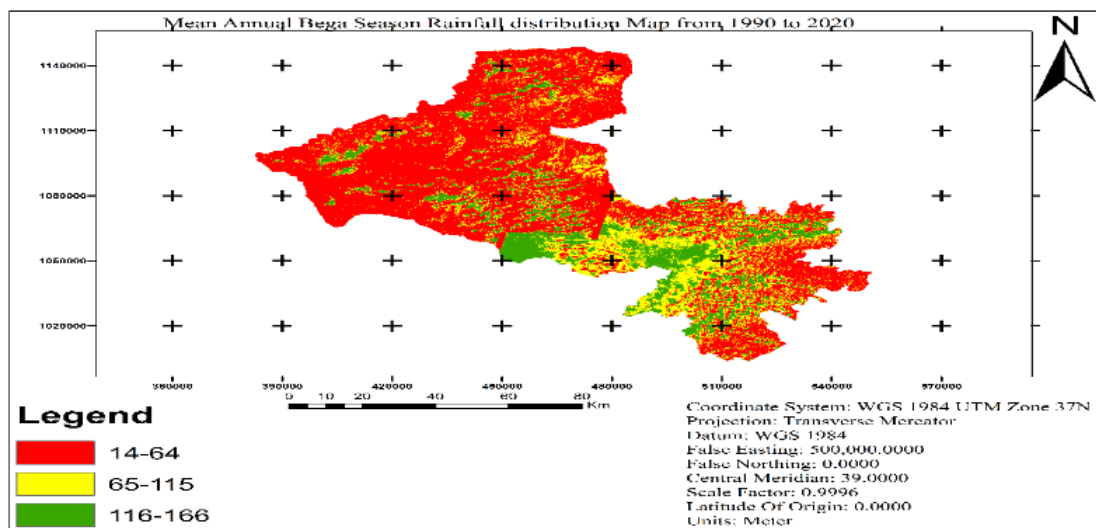 Mean Annual Bega Season Rainfall distribution Map from 1990 to 2020
N
1140000
1110000
1080000
1050000
1020000
360000 390000 420000 450000 480000 510000 540000 570000
0 10 20 40 60 80
Km
Legend
14-64
65-115
116-166
Coordinate System: WGS 1984 UTM Zone 37N
Projection: Transverse Mercator
Datum: WGS 1984
False Easting: 500,000.0000
False Northing: 0.0000
Central Meridian: 39.0000
Scale Factor: 0.9996
Latitude Of Origin: 0.0000
Units: Meter